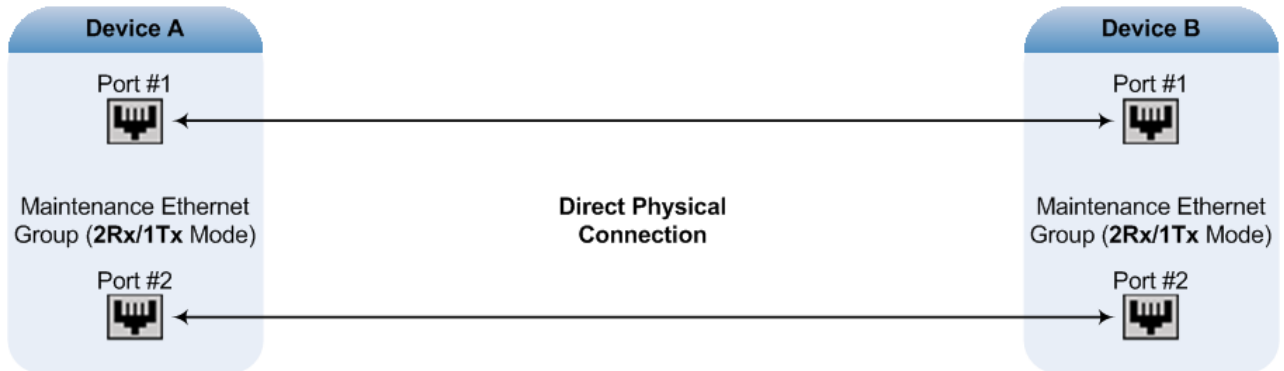 Device A
Port #1
Maintenance Ethernet
Group (2Rx/1Tx Mode)
Port #2
Direct Physical
Connection
Device B
Port #1
Maintenance Ethernet
Group (2Rx/1Tx Mode)
Port #2